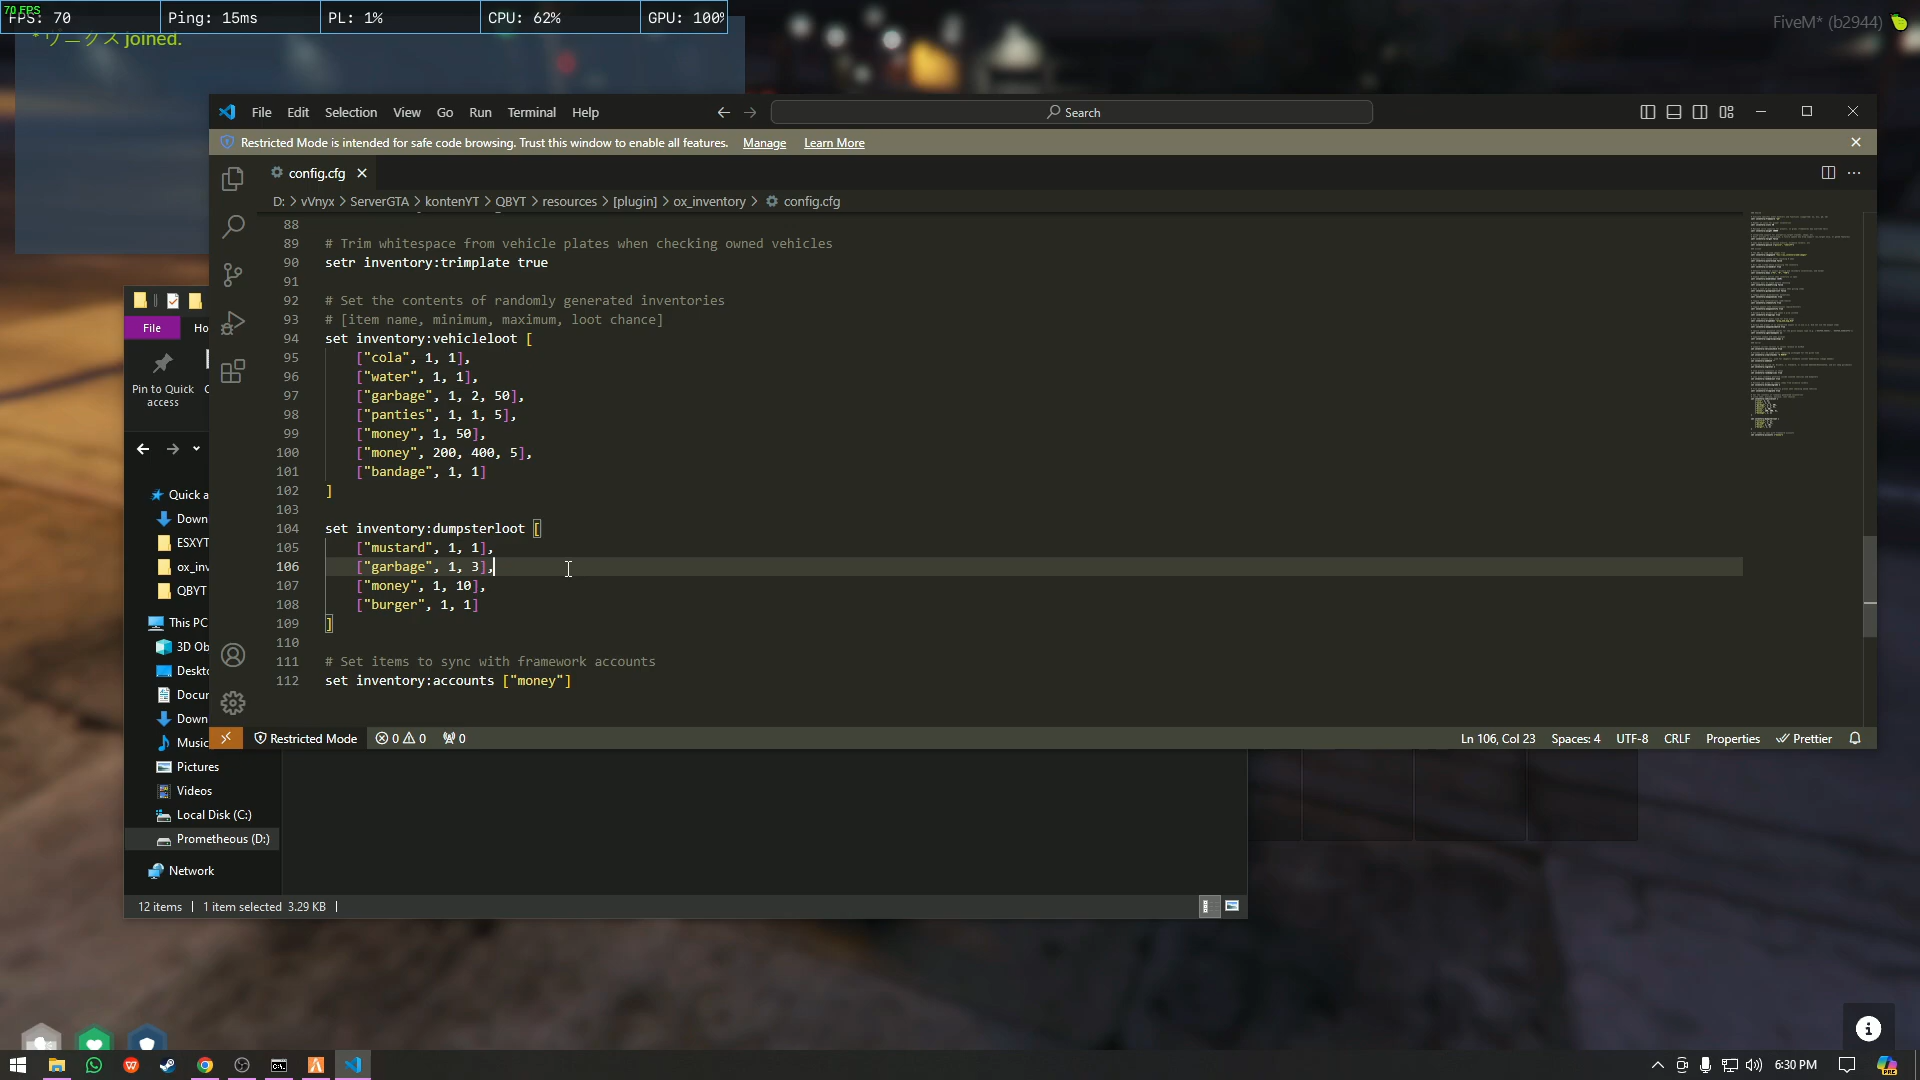 70 FPS
FPS: 70
Ping: 15ms
PL: 1%
CPU: 62%
GPU: 100%
joined.
FiveM* (b2944)
File Edit Selection View Go Run Terminal Help
Search
Restricted Mode is intended for safe code browsing. Trust this window to enable all features. Manage Learn More
config.cfg
D: > vVnyx > ServerGTA > kontenYT > QBYT > resources > [plugin] > ox_inventory > config.cfg
88
89 # Trim whitespace from vehicle plates when checking owned vehicles
90 setr inventory:trimplate true
91
92 # Set the contents of randomly generated inventories
93 # [item name, minimum, maximum, loot chance]
94 set inventory:vehicleloot [
95 ["cola", 1, 1],
96 ["water", 1, 1],
97 ["garbage", 1, 2, 50],
98 ["panties", 1, 1, 5],
99 ["money", 1, 50],
100 ["money", 200, 400, 5],
101 ["bandage", 1, 1]
102 ]
103
104 set inventory:dumpsterloot [
105 ["mustard", 1, 1],
106 ["garbage", 1, 3],
107 ["money", 1, 10],
108 ["burger", 1, 1]
109 ]
110
111 # Set items to sync with framework accounts
112 set inventory:accounts ["money"]
Restricted Mode
0
0
0
Ln 106, Col 23
Spaces: 4
UTF-8
CRLF
Properties
Prettier
File
Ho
Pin to Quick
access
Quick a
Down
ESXYT
ox_inv
QBYT
This PC
3D Ob
Deskto
Docur
Down
Music
Pictures
Videos
Local Disk (C:)
Prometheous (D:)
Network
12 items
1 item selected 3.29 KB
6:30 PM